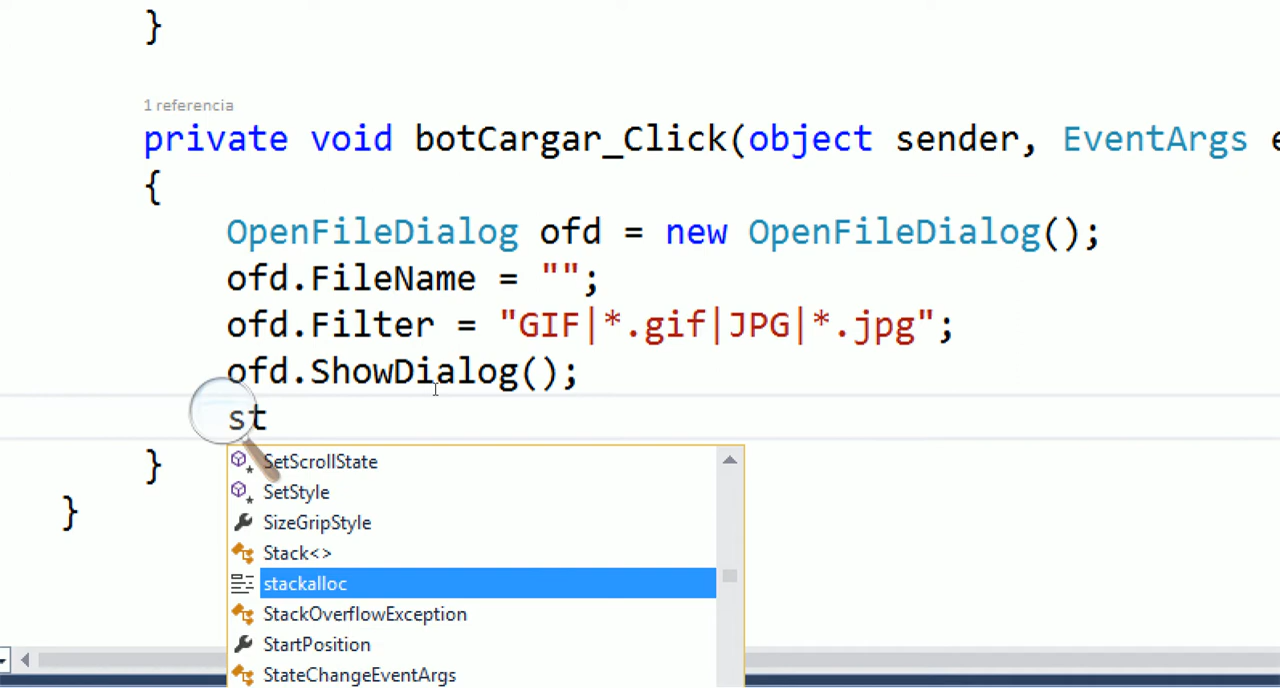 }
1 referencia
private void botCargar_Click(object sender, EventArgs e
{
OpenFileDialog ofd = new OpenFileDialog();
ofd.FileName = "";
ofd.Filter = "GIF|*.gif|JPG|*.jpg";
ofd.ShowDialog();
st
}
}
SetScrollState
SetStyle
SizeGripStyle
Stack<>
stackalloc
StackOverflowException
StartPosition
StateChangeEventArgs